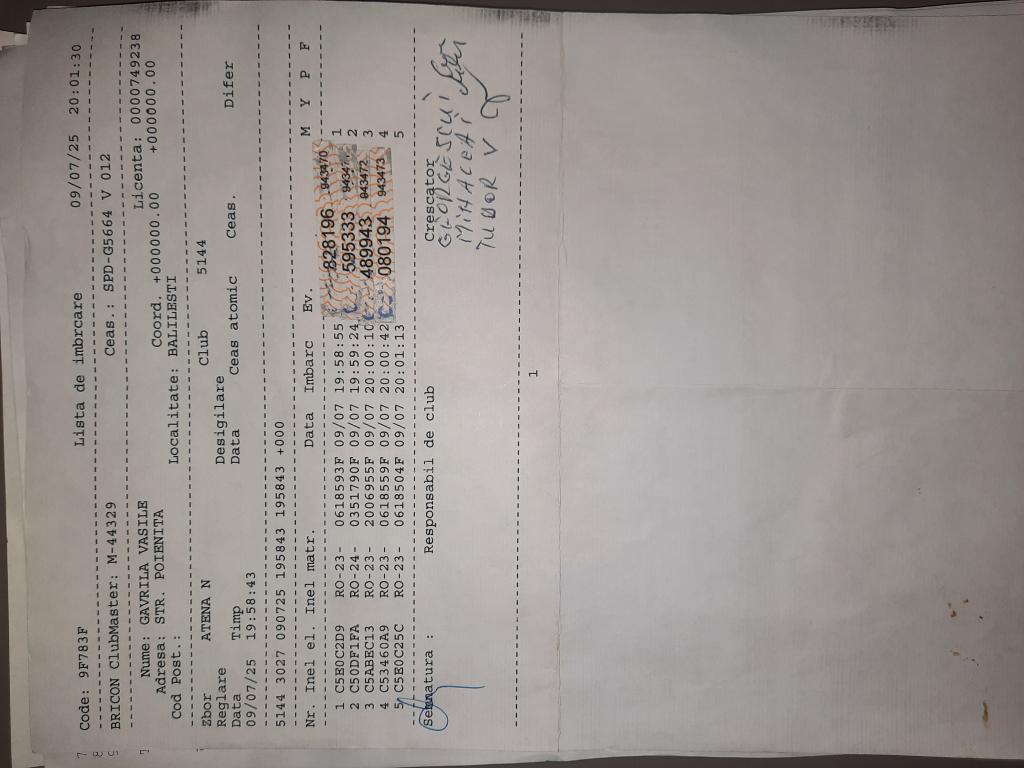 Code: 9F783F Lista de imbrcare 09/07/25 20:01:30
BRICON ClubMaster: M-44329 Ceas.: SPD-G5664 V 012
Nume: GAVRILA VASILE Licenta: 0000749238
Adresa: STR. POIENITA Coord. +000000.00 +000000.00
Cod Post.: Localitate: BALILESTI
Zbor ATENA N Club 5144
Reglare Desigilare
Data Timp Data Ceas atomic Ceas. Difer
09/07/25 19:58:43
5144 3027 090725 195843 195843 +000
Nr. Inel el. Inel matr. Data Imbarc Ev. M Y P F
1 C5E0C2D9 RO-23- 0618593F 09/07 19:58:55 828196 943470 1
2 C50DF1FA RO-24 0351790F 09/07 19:59:24 595333 2
3 C5ABEC13 RO-23- 2006955F 09/07 20:00:10 489943 943472 3
4 C53460A9 RO-23- 0618559F 09/07 20:00:42 080194 943473 4
5 C5E0C25C RO-23- 0618504F 09/07 20:01:13 5
Semnatura : Responsabil de club Crescator
GEORGESCUI
MIHACEAI
TUDOR V
1